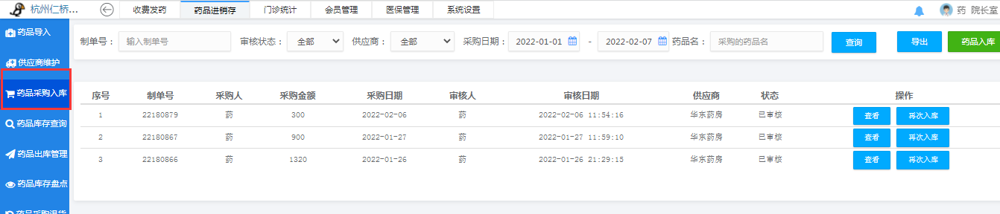 杭州仁桥...
收费发药 药品进销存 门诊统计 会员管理 医保管理 系统设置
药 院长室
药品导入
供应商维护
药品采购入库
药品库存查询
药品出库管理
药品库存盘点
药品采购退货
制单号： 输入制单号 审核状态： 全部 供应商： 全部 采购日期： 2022-01-01 - 2022-02-07 药品名： 采购的药品名 查询 导出 药品入库
序号 制单号 采购人 采购金额 采购日期 审核人 审核日期 供应商 状态 操作
1 22180879 药 300 2022-02-06 药 2022-02-06 11:54:16 华东药房 已审核 查看 再次入库
2 22180867 药 900 2022-01-27 药 2022-01-27 11:59:10 华东药房 已审核 查看 再次入库
3 22180866 药 1320 2022-01-26 药 2022-01-26 21:29:15 华东药房 已审核 查看 再次入库